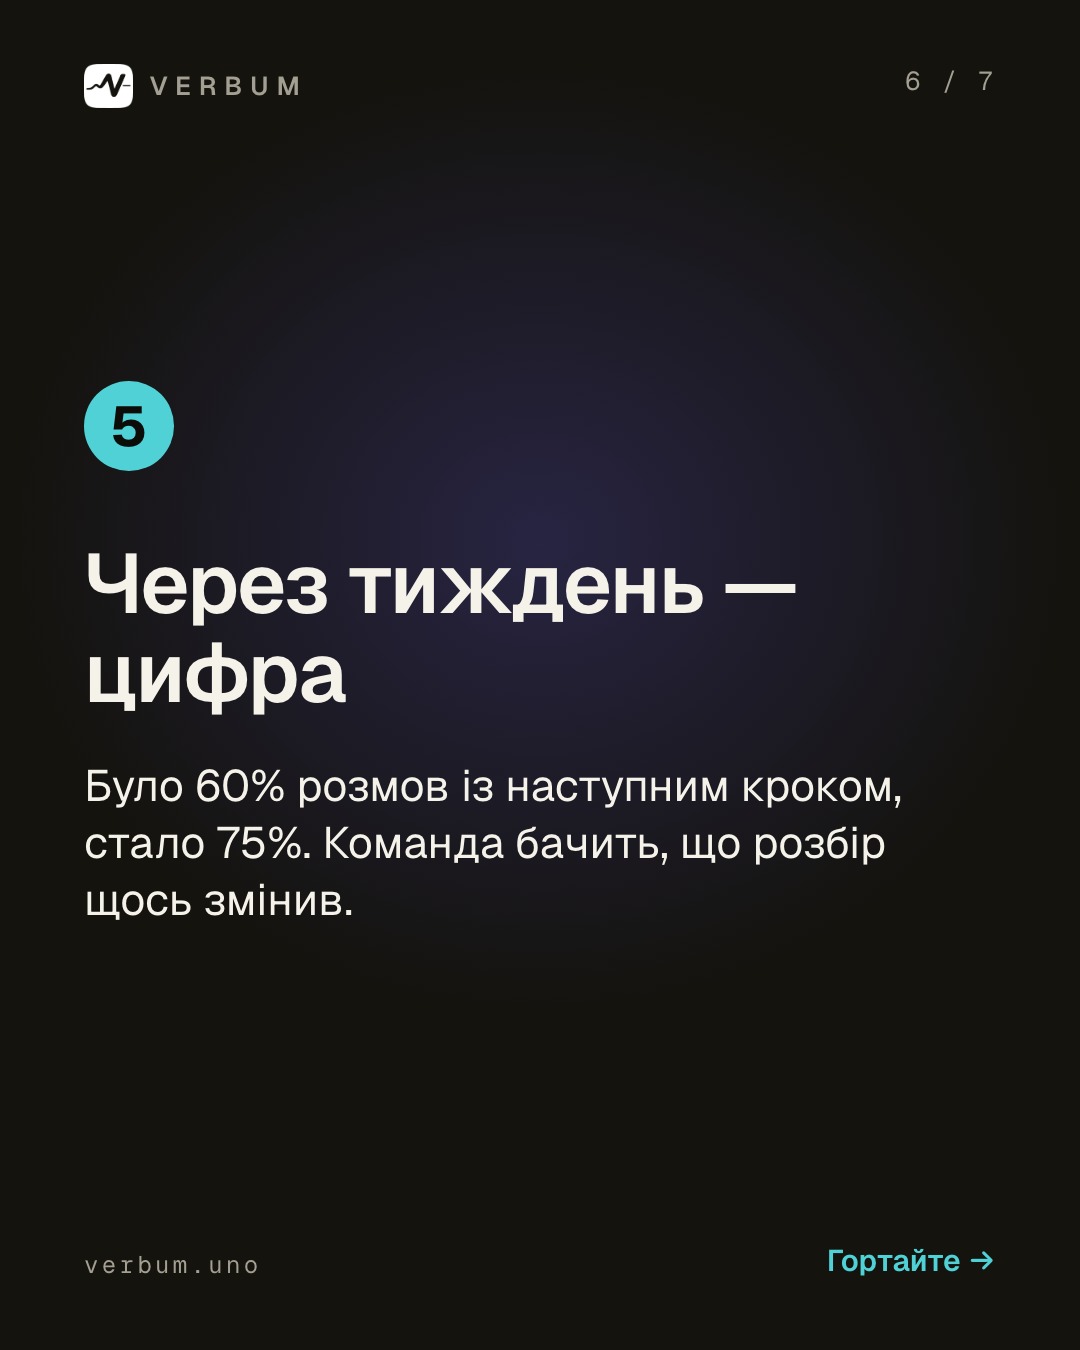 VERBUM
6 / 7
5
Через тиждень —
цифра
Було 60% розмов із наступним кроком,
стало 75%. Команда бачить, що розбір
щось змінив.
verbum.uno
Гортайте →